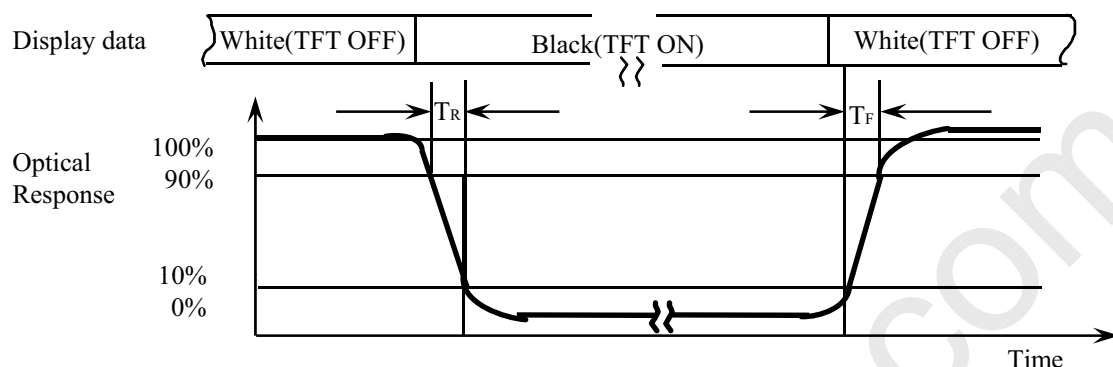 Display data White(TFT OFF) Black(TFT ON) White(TFT OFF)
TR TF
100%
Optical
Response
90%
10%
0%
Time
com